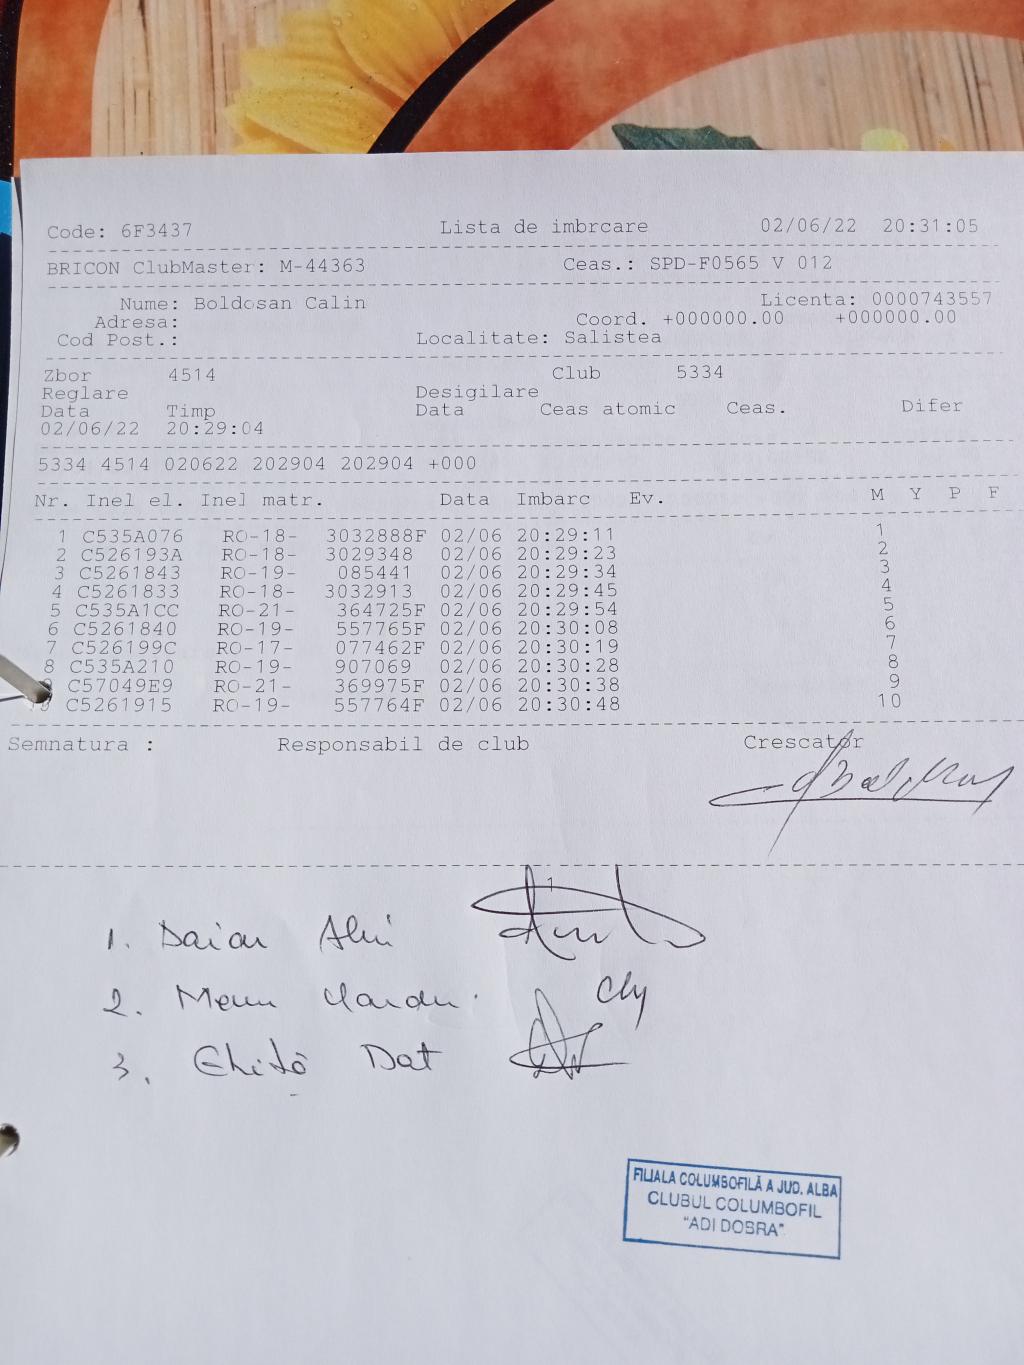 Code: 6F3437 Lista de imbrcare 02/06/22 20:31:05
BRICON ClubMaster: M-44363 Ceas.: SPD-F0565 V 012
Nume: Boldosan Calin Licenta: 0000743557
Adresa: Coord. +000000.00 +000000.00
Cod Post.: Localitate: Salistea
Zbor 4514 Club 5334
Reglare Desigilare
Data Timp Data Ceas atomic Ceas. Difer
02/06/22 20:29:04
5334 4514 020622 202904 202904 +000
Nr. Inel el. Inel matr. Data Imbarc Ev. M Y P F
1 C535A076 RO-18- 3032888F 02/06 20:29:11 1
2 C526193A RO-18- 3029348 02/06 20:29:23 2
3 C5261843 RO-19- 085441 02/06 20:29:34 3
4 C5261833 RO-18- 3032913 02/06 20:29:45 4
5 C535A1CC RO-21- 364725F 02/06 20:29:54 5
6 C5261840 RO-19- 557765F 02/06 20:30:08 6
7 C526199C RO-17- 077462F 02/06 20:30:19 7
8 C535A210 RO-19- 907069 02/06 20:30:28 8
9 C57049E9 RO-21- 369975F 02/06 20:30:38 9
10 C5261915 RO-19- 557764F 02/06 20:30:48 10
Semnatura : Responsabil de club Crescator
1
1. Daian
2.
3. Ghită Dat
FILIALA COLUMBOFILĂ A JUD. ALBA
CLUBUL COLUMBOFIL
"ADI DOBRA"